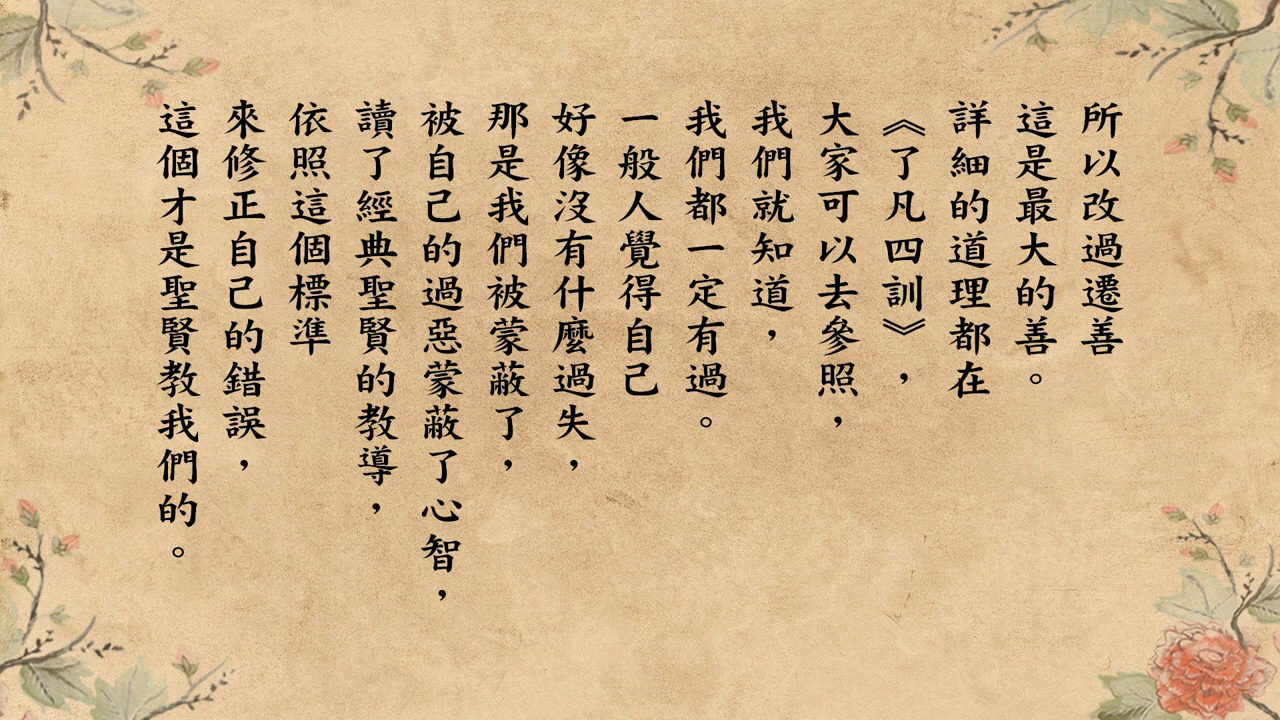 所以改過遷善
這是最大的善。
詳細的道理都在
《了凡四訓》，
大家可以去參照，
我們就知道，
我們都一定有過。
一般人覺得自己
好像沒有什麼過失，
那是我們被蒙蔽了，
被自己的過惡蒙蔽了心智，
讀了經典聖賢的教導，
依照這個標準
來修正自己的錯誤，
這個才是聖賢教我們的。